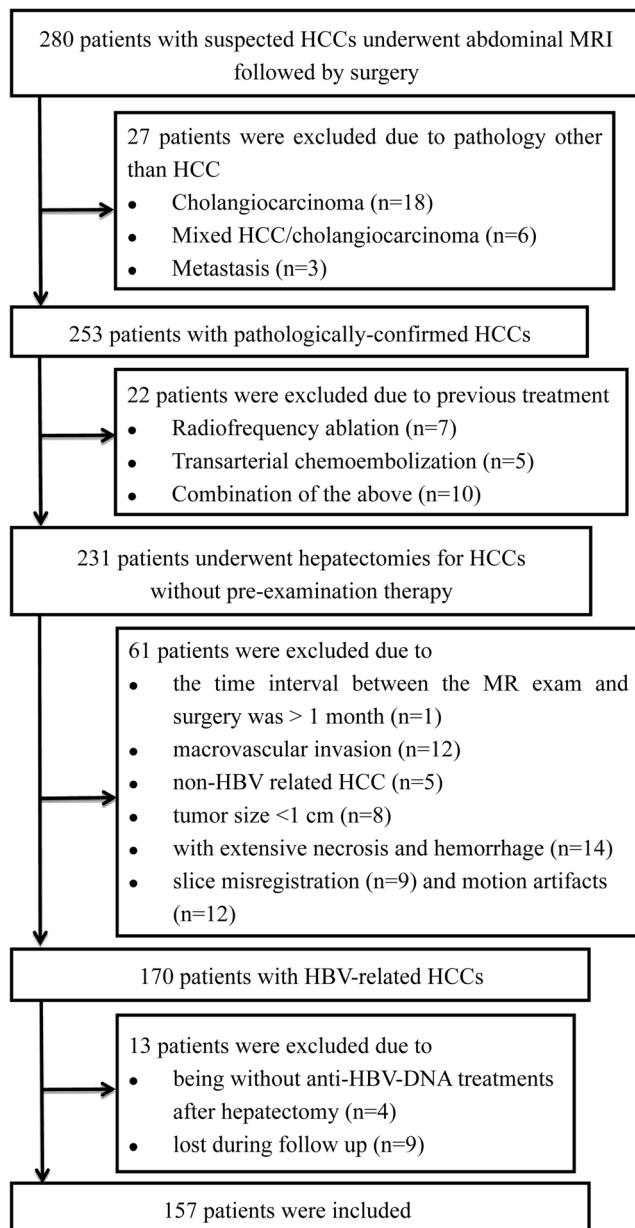 280 patients with suspected HCCs underwent abdominal MRI
followed by surgery
27 patients were excluded due to pathology other
than HCC
• Cholangiocarcinoma (n=18)
• Mixed HCC/cholangiocarcinoma (n=6)
• Metastasis (n=3)
253 patients with pathologically-confirmed HCCs
22 patients were excluded due to previous treatment
• Radiofrequency ablation (n=7)
• Transarterial chemoembolization (n=5)
• Combination of the above (n=10)
231 patients underwent hepatectomies for HCCs
without pre-examination therapy
61 patients were excluded due to
• the time interval between the MR exam and
surgery was > 1 month (n=1)
• macrovascular invasion (n=12)
• non-HBV related HCC (n=5)
• tumor size <1 cm (n=8)
• with extensive necrosis and hemorrhage (n=14)
• slice misregistration (n=9) and motion artifacts
(n=12)
170 patients with HBV-related HCCs
13 patients were excluded due to
• being without anti-HBV-DNA treatments
after hepatectomy (n=4)
• lost during follow up (n=9)
157 patients were included